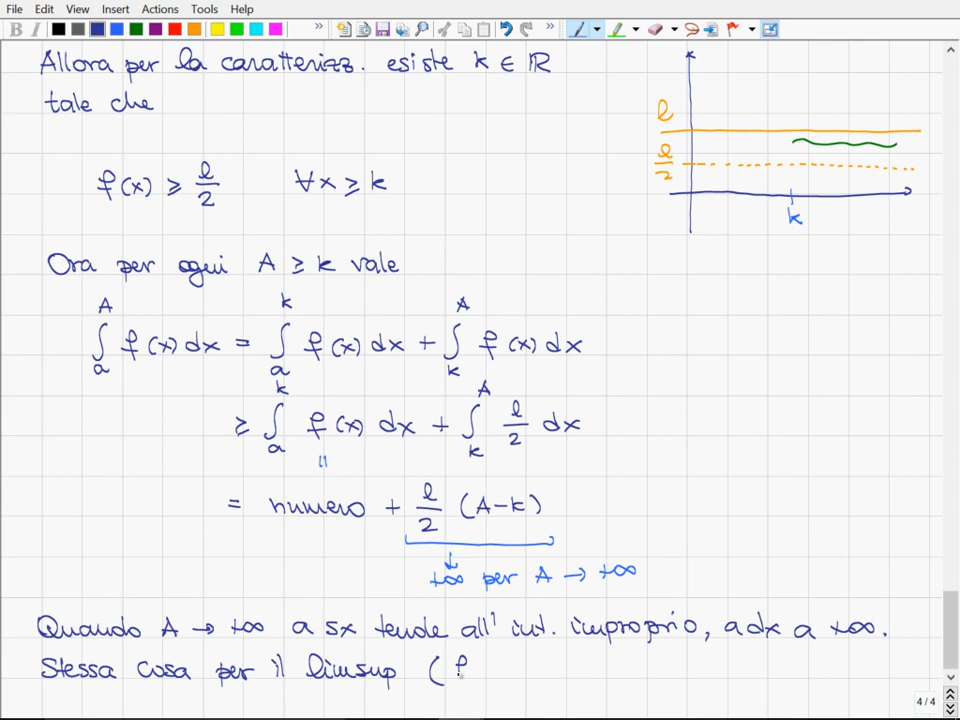 File Edit View Insert Actions Tools Help
B I » »
Allora per la caratterizz. esiste k ∈ ℝ
tale che
f(x) ≥ l/2 ∀x ≥ k
l
l/2
k
Ora per ogni A ≥ k vale
∫_a^A f(x) dx = ∫_a^k f(x) dx + ∫_k^A f(x) dx
≥ ∫_a^k f(x) dx + ∫_k^A l/2 dx
"
= numero + l/2 (A-k)
↓
+∞ per A → +∞
Quando A → +∞ a sx tende all' int. improprio, a dx a +∞.
Stessa cosa per il limsup ( f
4 / 4